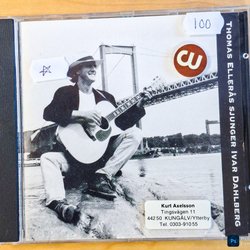 100
CU
THOMAS ELLERÅS SJUNGER IVAR DAHLBERG
Kurt Axelsson
Tingsvägen 11
442 50 KUNGÄLV/Ytterby
Tel. 0303-910 55